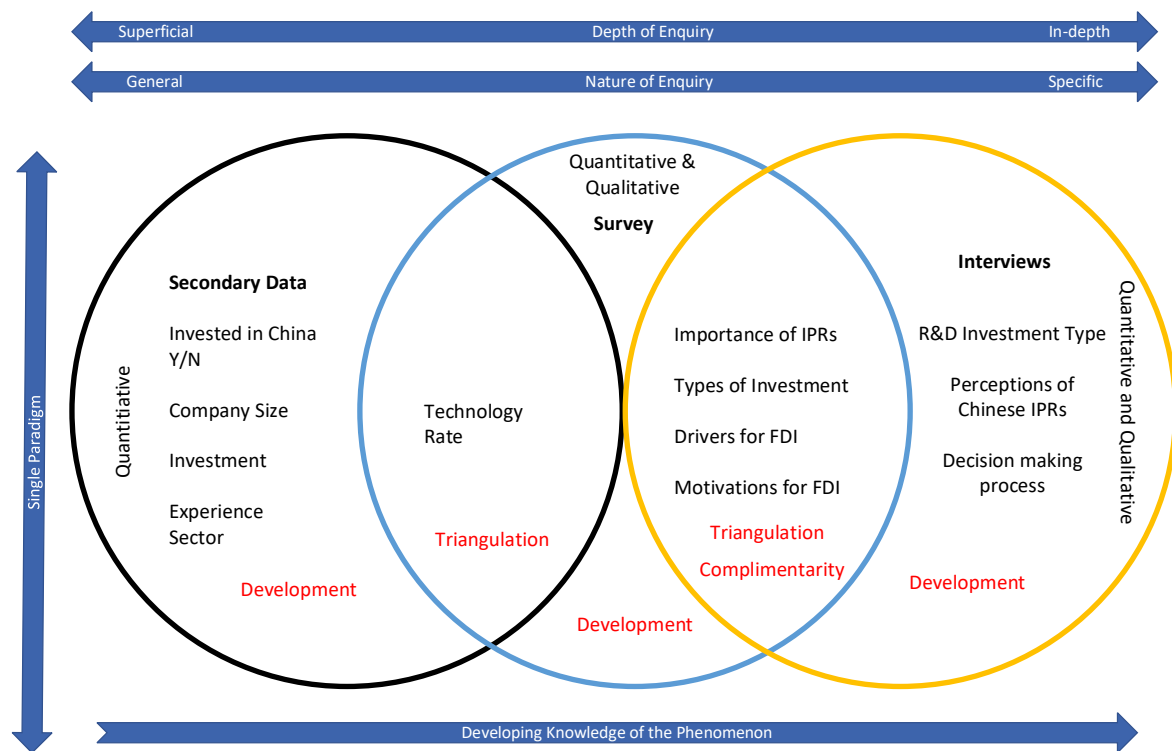 Superficial Depth of Enquiry In-depth
General Nature of Enquiry Specific
Single Paradigm
Quantitiative
Secondary Data
Invested in China
Y/N
Company Size
Investment
Experience
Sector
Development
Technology
Rate
Triangulation
Quantitative &
Qualitative
Survey
Development
Importance of IPRs
Types of Investment
Drivers for FDI
Motivations for FDI
Triangulation
Complimentarity
Interviews
R&D Investment Type
Perceptions of
Chinese IPRs
Decision making
process
Development
Quantitative and Qualitative
Developing Knowledge of the Phenomenon